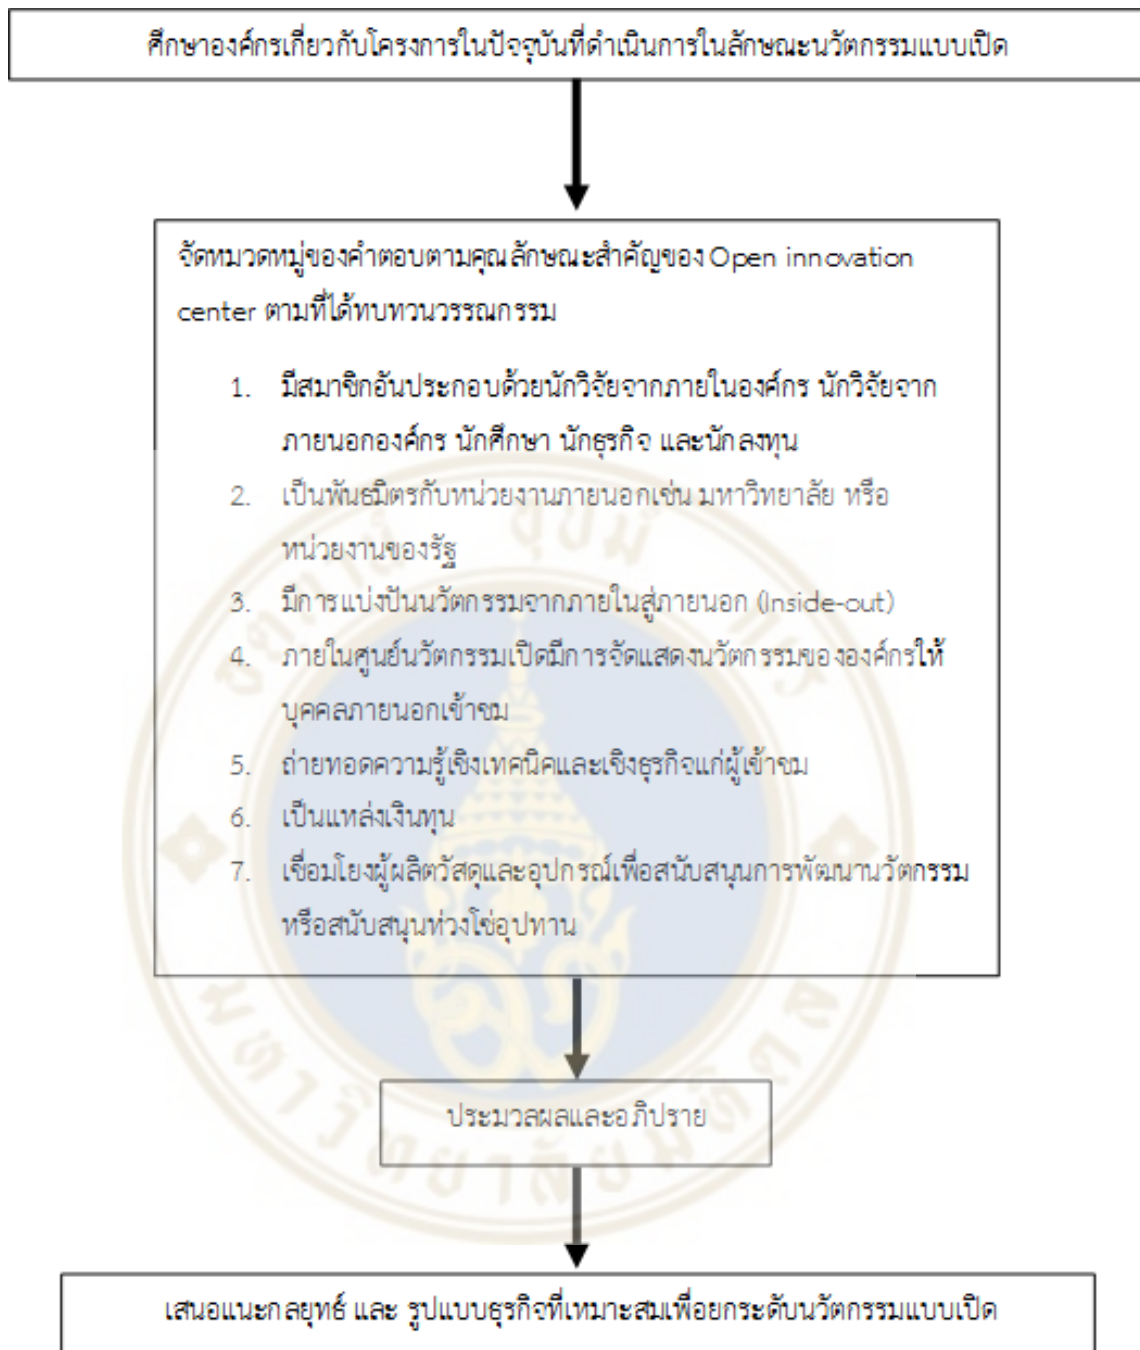 ศึกษาองค์กรเกี่ยวกับโครงการในปัจจุบันที่ดำเนินการในลักษณะนวัตกรรมแบบเปิด
จัดหมวดหมู่ของคำตอบตามคุณลักษณะสำคัญของ Open innovation
center ตามที่ได้ทบทวนวรรณกรรม
1. มีสมาชิกอันประกอบด้วยนักวิจัยจากภายในองค์กร นักวิจัยจาก
ภายนอกองค์กร นักศึกษา นักธุรกิจ และนักลงทุน
2. เป็นพันธมิตรกับหน่วยงานภายนอกเช่น มหาวิทยาลัย หรือ
หน่วยงานของรัฐ
3. มีการแบ่งปันนวัตกรรมจากภายในสู่ภายนอก (Inside-out)
4. ภายในศูนย์นวัตกรรมเปิดมีการจัดแสดงนวัตกรรมขององค์กรให้
บุคคลภายนอกเข้าชม
5. ถ่ายทอดความรู้เชิงเทคนิคและเชิงธุรกิจแก่ผู้เข้าชม
6. เป็นแหล่งเงินทุน
7. เชื่อมโยงผู้ผลิตวัสดุและอุปกรณ์เพื่อสนับสนุนการพัฒนานวัตกรรม
หรือสนับสนุนห่วงโซ่อุปทาน
ประมวลผลและอภิปราย
เสนอแนะกลยุทธ์ และ รูปแบบธุรกิจที่เหมาะสมเพื่อยกระดับนวัตกรรมแบบเปิด
มหาวิทยาลัยมหิดล